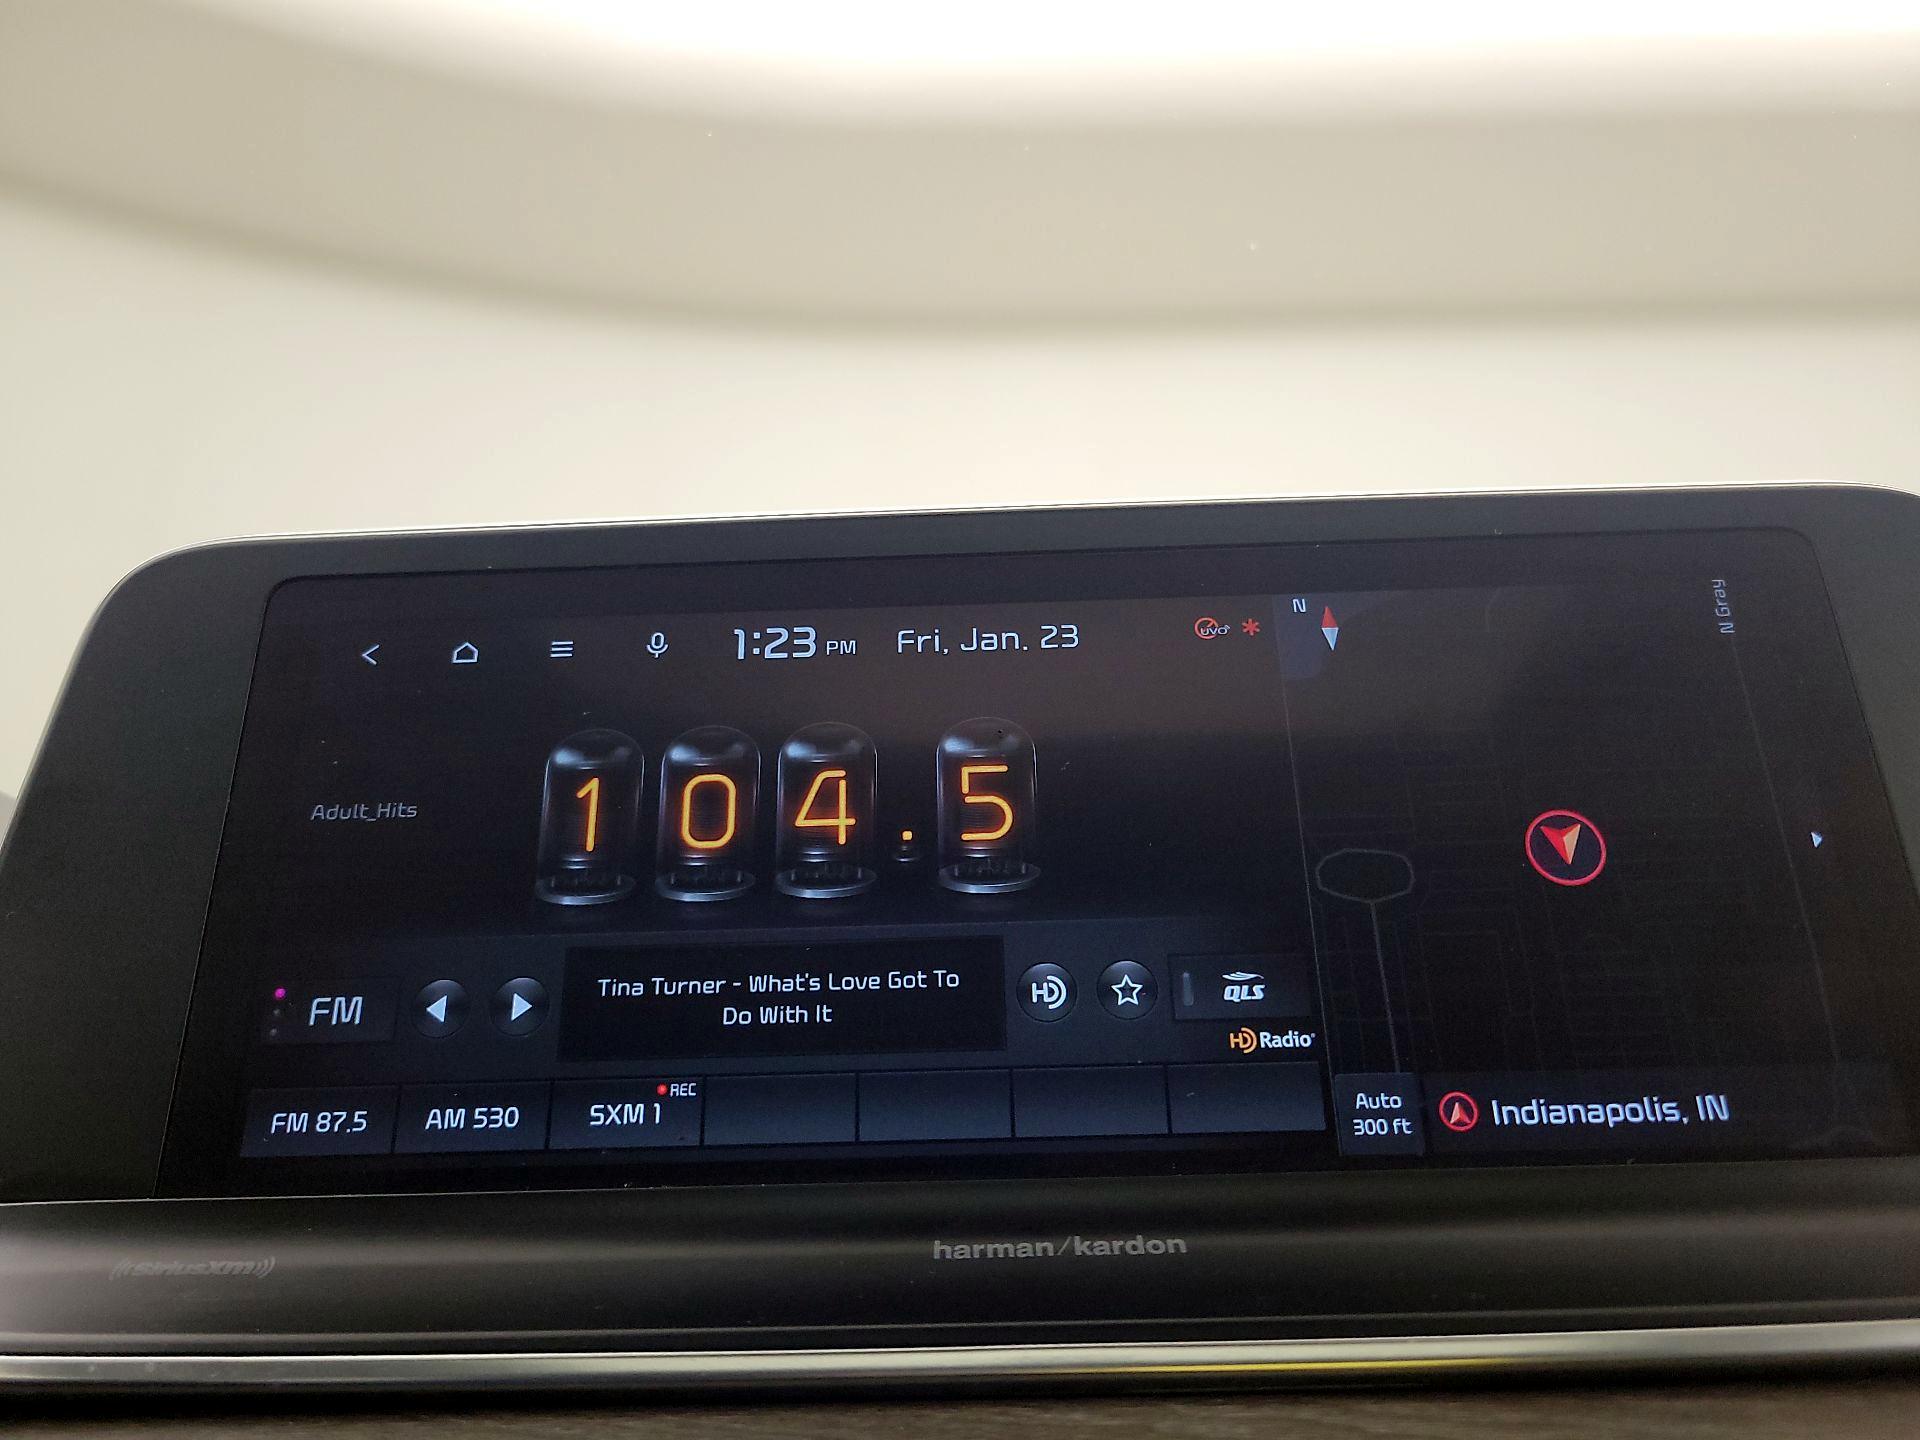 1:23 PM Fri, Jan. 23
UVO
N
N Gray
Adult_Hits
104.5
FM
Tina Turner - What's Love Got To
Do With It
HD
QLS
HD Radio
FM 87.5
AM 530
SXM 1
REC
Auto
300 ft
Indianapolis, IN
((SiriusXM))
harman/kardon